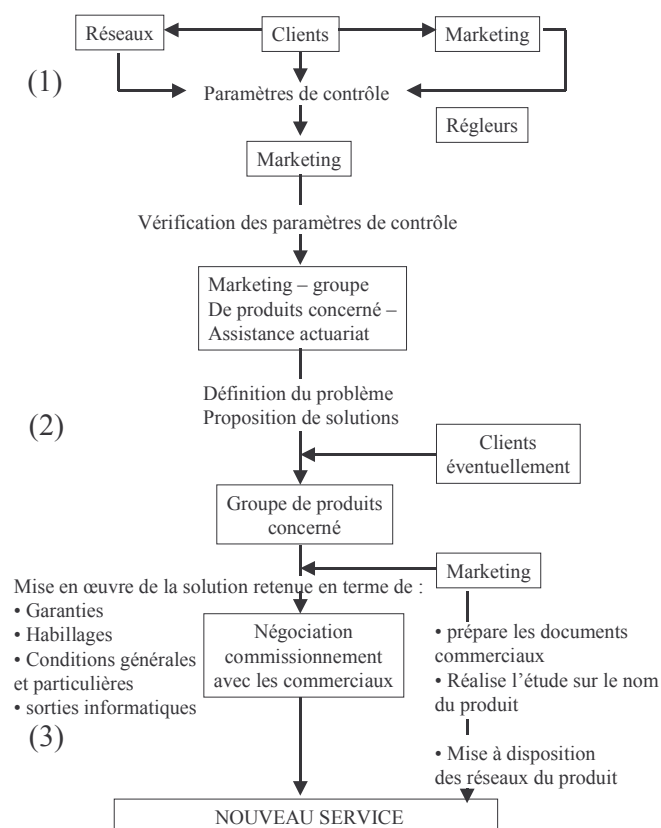 Réseaux
Clients
Marketing
(1)
Paramètres de contrôle
Régleurs
Marketing
Vérification des paramètres de contrôle
Marketing – groupe
De produits concerné –
Assistance actuariat
Définition du problème
Proposition de solutions
(2)
Clients
éventuellement
Groupe de produits
concerné
Marketing
Mise en œuvre de la solution retenue en terme de :
• Garanties
• Habillages
• Conditions générales
et particulières
• sorties informatiques
Négociation
commissionnement
avec les commerciaux
• prépare les documents
commerciaux
• Réalise l’étude sur le nom
du produit
(3)
• Mise à disposition
des réseaux du produit
NOUVEAU SERVICE